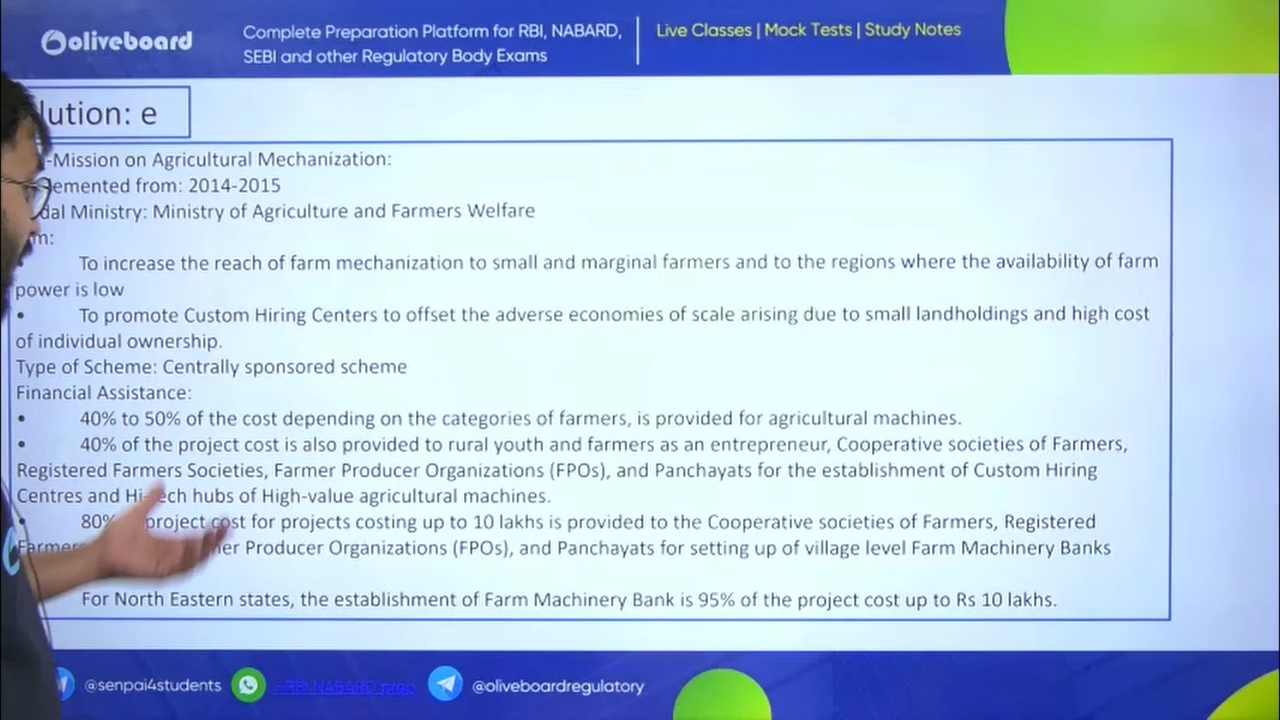 oliveboard
Complete Preparation Platform for RBI, NABARD,
SEBI and other Regulatory Body Exams
Live Classes | Mock Tests | Study Notes
lution: e
-Mission on Agricultural Mechanization:
emented from: 2014-2015
dal Ministry: Ministry of Agriculture and Farmers Welfare
m:
To increase the reach of farm mechanization to small and marginal farmers and to the regions where the availability of farm
power is low
• To promote Custom Hiring Centers to offset the adverse economies of scale arising due to small landholdings and high cost
of individual ownership.
Type of Scheme: Centrally sponsored scheme
Financial Assistance:
• 40% to 50% of the cost depending on the categories of farmers, is provided for agricultural machines.
• 40% of the project cost is also provided to rural youth and farmers as an entrepreneur, Cooperative societies of Farmers,
Registered Farmers Societies, Farmer Producer Organizations (FPOs), and Panchayats for the establishment of Custom Hiring
Centres and Hi-tech hubs of High-value agricultural machines.
80% project cost for projects costing up to 10 lakhs is provided to the Cooperative societies of Farmers, Registered
Farmer er Producer Organizations (FPOs), and Panchayats for setting up of village level Farm Machinery Banks
For North Eastern states, the establishment of Farm Machinery Bank is 95% of the project cost up to Rs 10 lakhs.
@senpai4students
@oliveboardregulatory